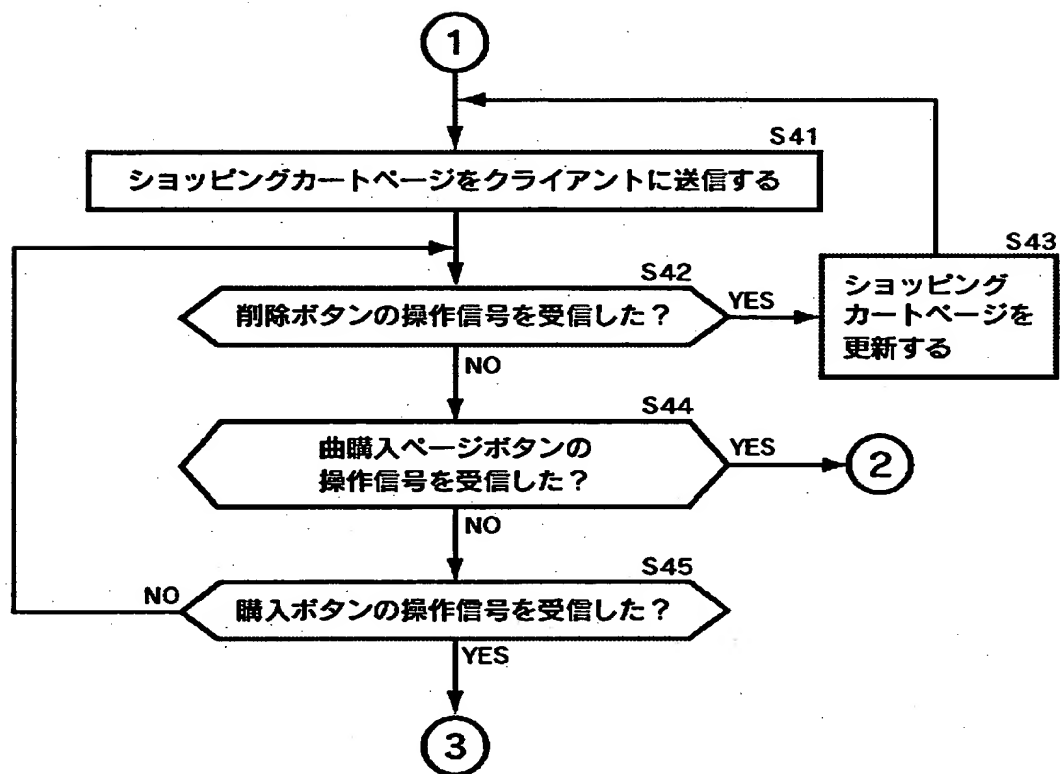 1
S41
ショッピングカートページをクライアントに送信する
S42
削除ボタンの操作信号を受信した？
YES
NO
S43
ショッピング
カートページを
更新する
S44
曲購入ページボタンの
操作信号を受信した？
YES
2
NO
S45
購入ボタンの操作信号を受信した？
NO
YES
3